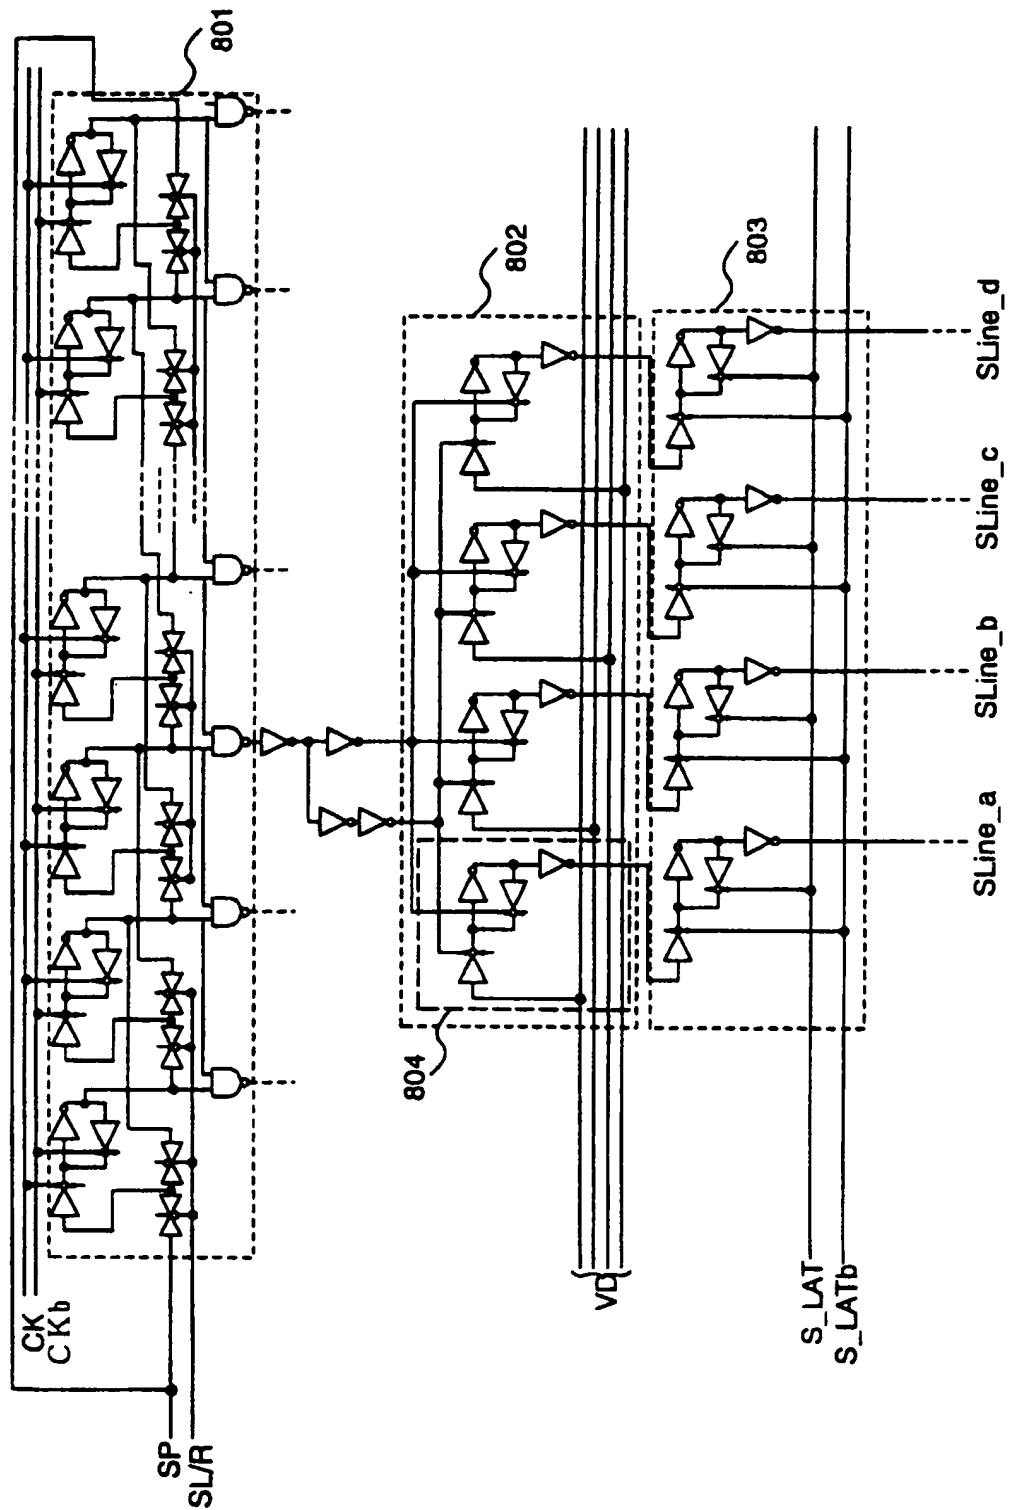 CK
CKb
SP
SL/R
801
802
803
804
VD
S_LAT
S_LATb
SLine_a
SLine_b
SLine_c
SLine_d